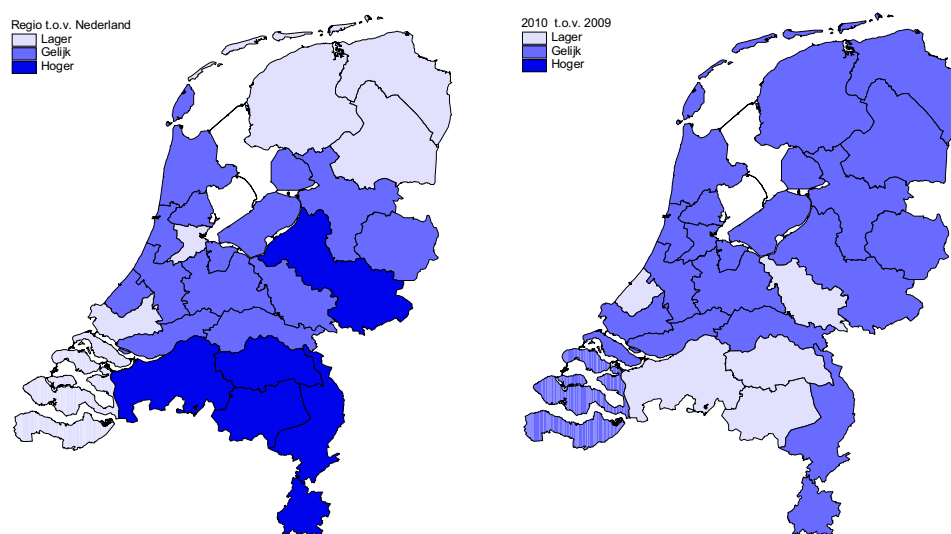 Regio t.o.v. Nederland
Lager
Gelijk
Hoger
2010 t.o.v. 2009
Lager
Gelijk
Hoger